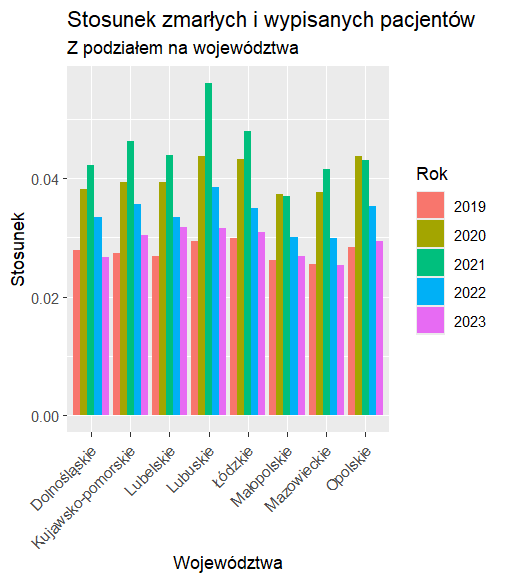 Stosunek zmarłych i wypisanych pacjentów
Z podziałem na województwa
Stosunek
0.04
0.02
0.00
Dolnośląskie
Kujawsko-pomorskie
Lubelskie
Lubuskie
Łódzkie
Małopolskie
Mazowieckie
Opolskie
Województwa
Rok
2019
2020
2021
2022
2023